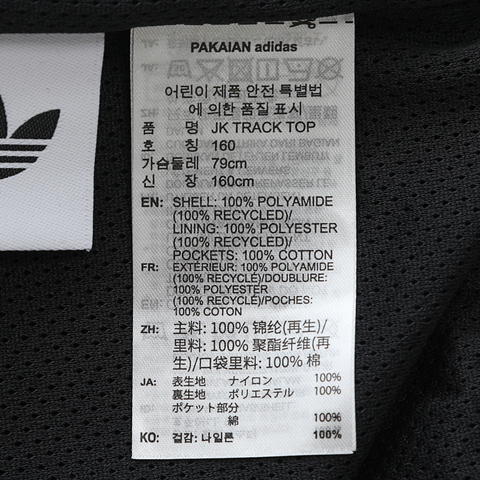 PAKAIAN adidas
어린이 제품 안전 특별법
에 의한 품질 표시
품 명 JK TRACK TOP
호 칭 160
가슴둘레 79cm
신 장 160cm
EN: SHELL: 100% POLYAMIDE
(100% RECYCLED)/
LINING: 100% POLYESTER
(100% RECYCLED)/
POCKETS: 100% COTTON
FR: EXTÉRIEUR: 100% POLYAMIDE
(100% RECYCLÉ)/DOUBLURE:
100% POLYESTER
(100% RECYCLÉ)/POCHES:
100% COTON
ZH: 主料: 100% 锦纶(再生)/
里料: 100% 聚酯纤维(再
生)/口袋里料: 100% 棉
JA: 表生地 ナイロン 100%
裏生地 ポリエステル 100%
ポケット部分
綿 100%
KO: 겉감: 나일론 100%